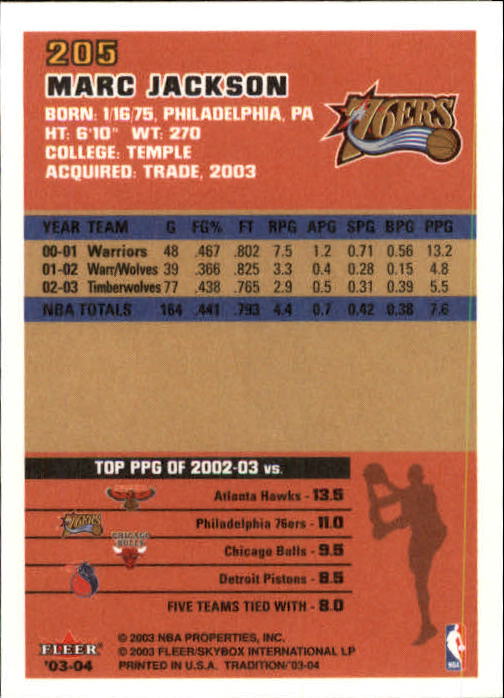 205
MARC JACKSON
BORN: 1/16/75, PHILADELPHIA, PA
HT: 6'10" WT: 270
COLLEGE: TEMPLE
ACQUIRED: TRADE, 2003
76ERS
YEAR TEAM G FG% FT RPG APG SPG BPG PPG
00-01 Warriors 48 .467 .802 7.5 1.2 0.71 0.56 13.2
01-02 Warr/Wolves 39 .366 .825 3.3 0.4 0.28 0.15 4.8
02-03 Timberwolves 77 .438 .765 2.9 0.5 0.31 0.39 5.5
NBA TOTALS 164 .441 .793 4.4 0.7 0.42 0.38 7.6
TOP PPG OF 2002-03 vs.
Atlanta Hawks - 13.5
76ERS Philadelphia 76ers - 11.0
CHICAGO BULLS Chicago Bulls - 9.5
Detroit Pistons - 8.5
FIVE TEAMS TIED WITH - 8.0
FLEER '03-04
© 2003 NBA PROPERTIES, INC.
© 2003 FLEER/SKYBOX INTERNATIONAL LP
PRINTED IN U.S.A. TRADITION/'03-04
NBA